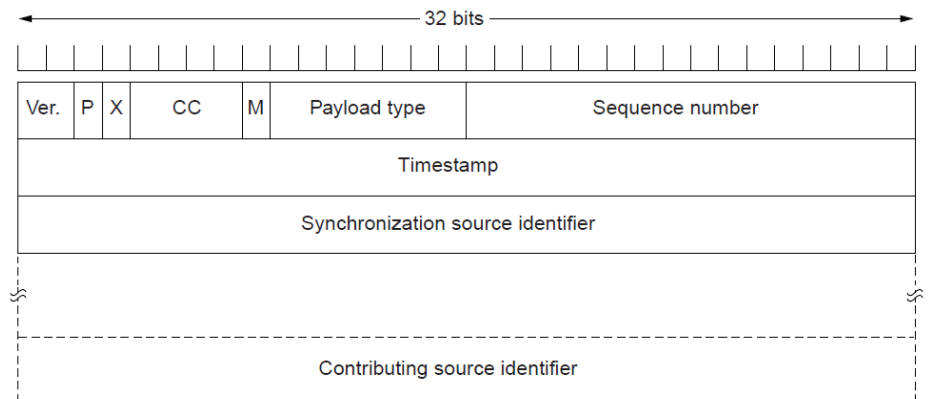 32 bits
Ver. P X CC M Payload type Sequence number
Timestamp
Synchronization source identifier
Contributing source identifier